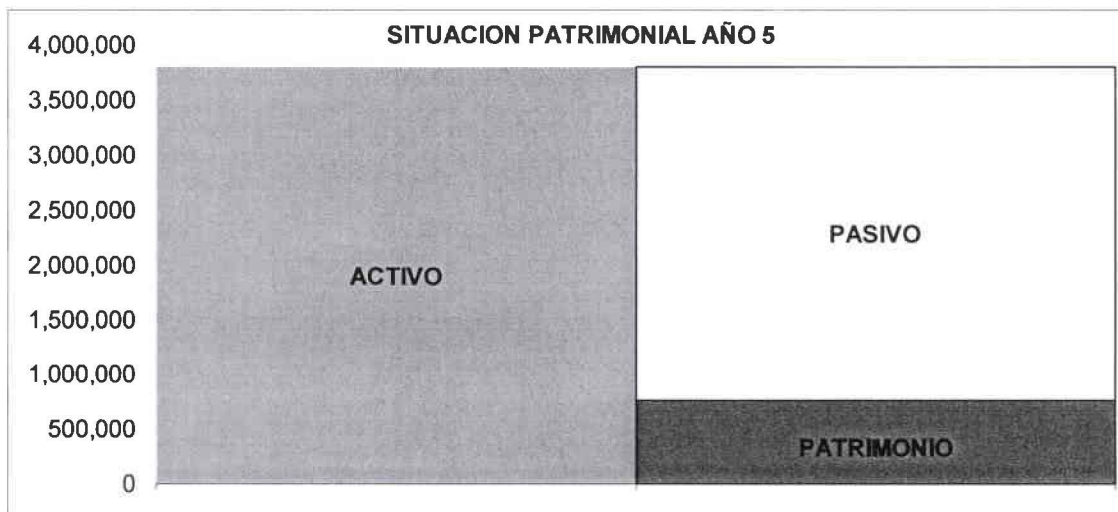 SITUACION PATRIMONIAL AÑO 5
4,000,000
3,500,000
3,000,000
2,500,000
2,000,000
1,500,000
1,000,000
500,000
0
ACTIVO
PASIVO
PATRIMONIO